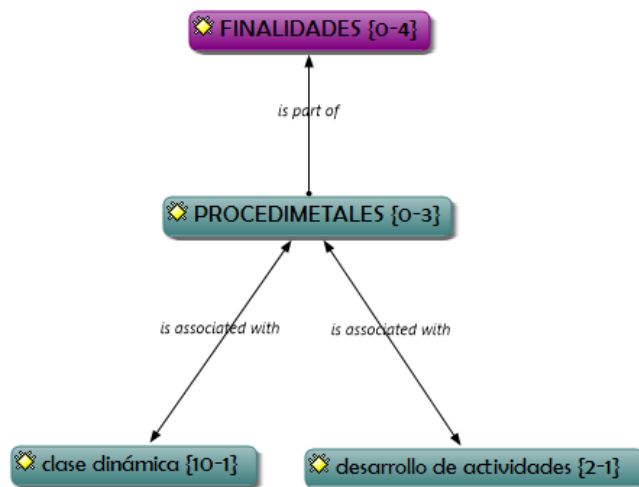 FINALIDADES {0-4}
is part of
PROCEDIMETALES {0-3}
is associated with
is associated with
clase dinámica {10-1}
desarrollo de actividades {2-1}